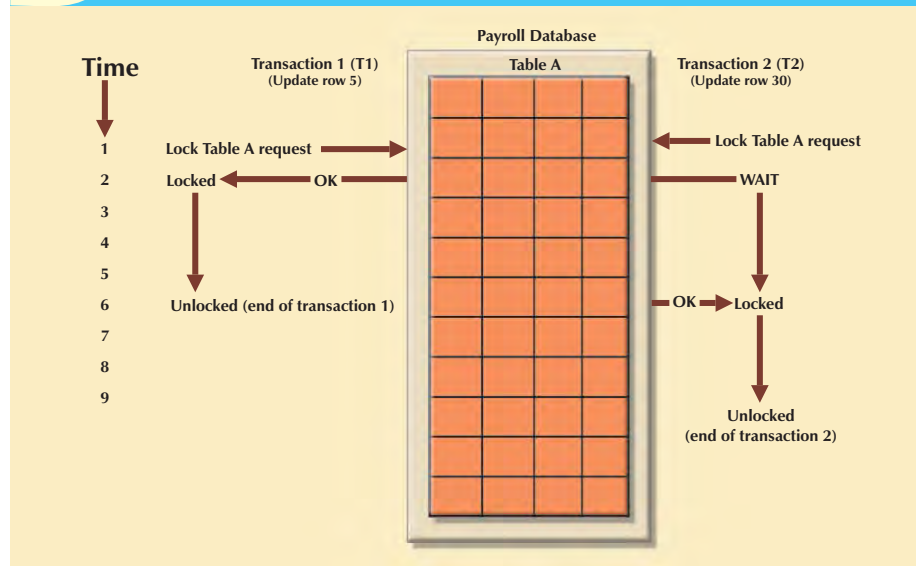 Payroll Database
Time
Transaction 1 (T1)
(Update row 5)
Table A
Transaction 2 (T2)
(Update row 30)
1
Lock Table A request
Lock Table A request
2
Locked
OK
WAIT
3
4
5
6
Unlocked (end of transaction 1)
OK
Locked
7
8
9
Unlocked
(end of transaction 2)